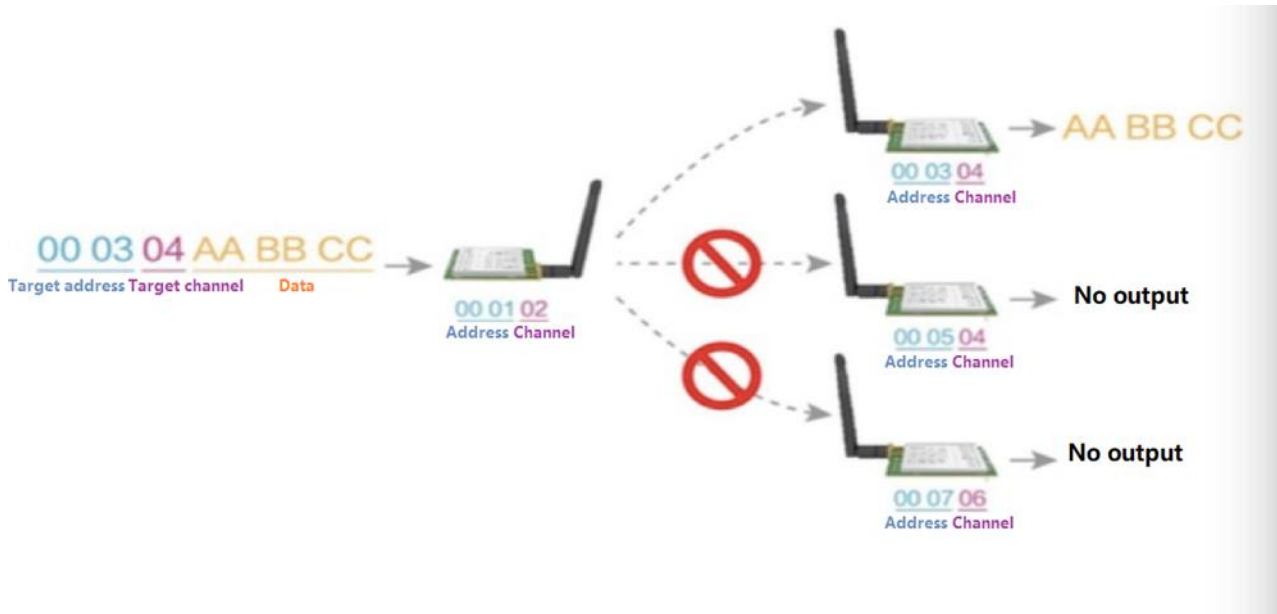 00 03 04 AA BB CC
Target address Target channel Data
00 01 02
Address Channel
AA BB CC
00 03 04
Address Channel
No output
00 05 04
Address Channel
No output
00 07 06
Address Channel